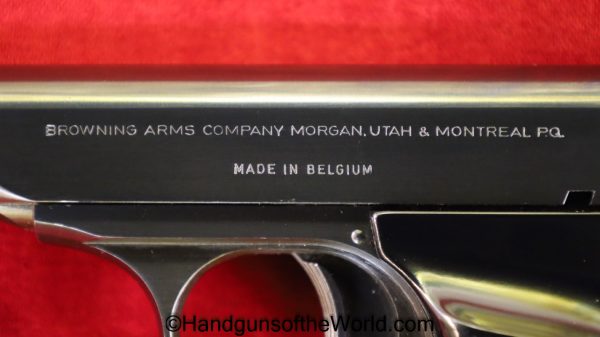 BROWNING ARMS COMPANY MORGAN, UTAH & MONTREAL P.Q.
MADE IN BELGIUM
©HandgunsoftheWorld.com